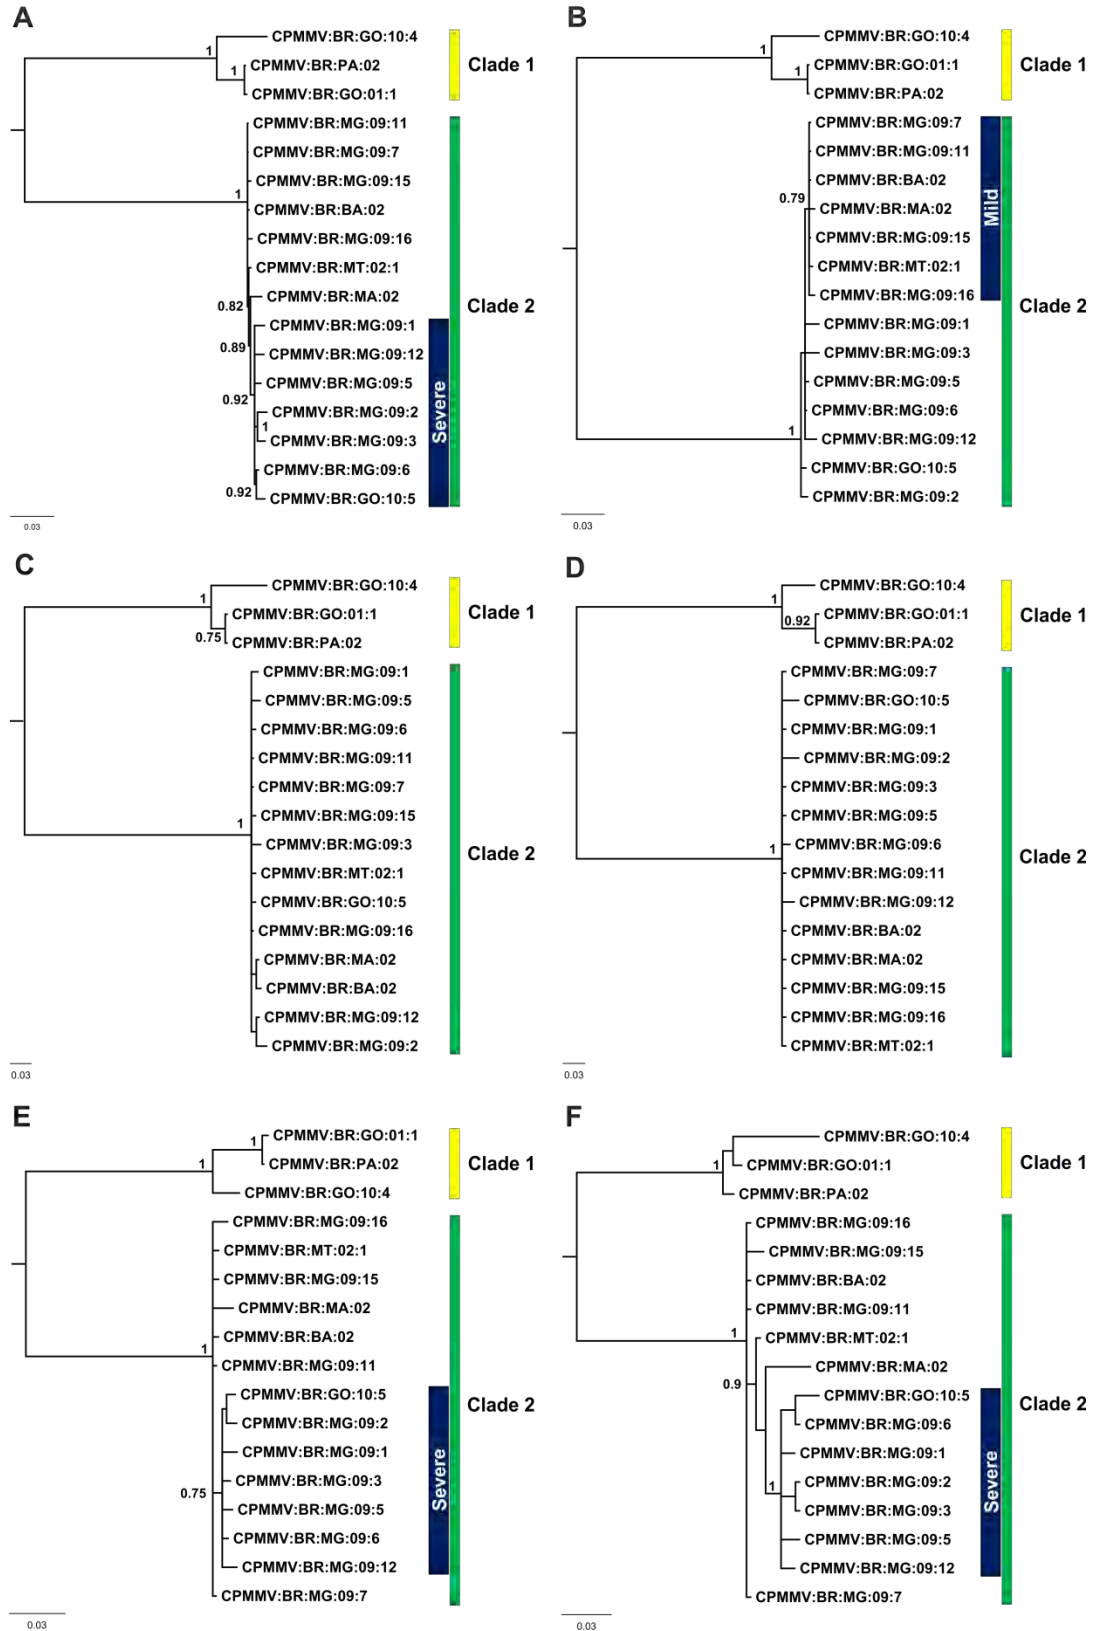 A
CPMMV:BR:GO:10:4
1
CPMMV:BR:PA:02
Clade 1
1
CPMMV:BR:GO:01:1
CPMMV:BR:MG:09:11
CPMMV:BR:MG:09:7
CPMMV:BR:MG:09:15
1
CPMMV:BR:BA:02
CPMMV:BR:MG:09:16
CPMMV:BR:MT:02:1
CPMMV:BR:MA:02
0.82
Clade 2
CPMMV:BR:MG:09:1
0.89
CPMMV:BR:MG:09:12
CPMMV:BR:MG:09:5
0.92
Severe
CPMMV:BR:MG:09:2
1
CPMMV:BR:MG:09:3
CPMMV:BR:MG:09:6
0.92
CPMMV:BR:GO:10:5
0.03
B
CPMMV:BR:GO:10:4
1
CPMMV:BR:GO:01:1
Clade 1
1
CPMMV:BR:PA:02
CPMMV:BR:MG:09:7
CPMMV:BR:MG:09:11
CPMMV:BR:BA:02
0.79
Mild
CPMMV:BR:MA:02
CPMMV:BR:MG:09:15
CPMMV:BR:MT:02:1
CPMMV:BR:MG:09:16
Clade 2
CPMMV:BR:MG:09:1
CPMMV:BR:MG:09:3
CPMMV:BR:MG:09:5
CPMMV:BR:MG:09:6
1
CPMMV:BR:MG:09:12
CPMMV:BR:GO:10:5
CPMMV:BR:MG:09:2
0.03
C
CPMMV:BR:GO:10:4
1
CPMMV:BR:GO:01:1
Clade 1
0.75
CPMMV:BR:PA:02
CPMMV:BR:MG:09:1
CPMMV:BR:MG:09:5
CPMMV:BR:MG:09:6
CPMMV:BR:MG:09:11
CPMMV:BR:MG:09:7
CPMMV:BR:MG:09:15
1
CPMMV:BR:MG:09:3
Clade 2
CPMMV:BR:MT:02:1
CPMMV:BR:GO:10:5
CPMMV:BR:MG:09:16
CPMMV:BR:MA:02
CPMMV:BR:BA:02
CPMMV:BR:MG:09:12
CPMMV:BR:MG:09:2
0.03
D
CPMMV:BR:GO:10:4
1
CPMMV:BR:GO:01:1
Clade 1
0.92
CPMMV:BR:PA:02
CPMMV:BR:MG:09:7
CPMMV:BR:GO:10:5
CPMMV:BR:MG:09:1
CPMMV:BR:MG:09:2
CPMMV:BR:MG:09:3
CPMMV:BR:MG:09:5
CPMMV:BR:MG:09:6
1
Clade 2
CPMMV:BR:MG:09:11
CPMMV:BR:MG:09:12
CPMMV:BR:BA:02
CPMMV:BR:MA:02
CPMMV:BR:MG:09:15
CPMMV:BR:MG:09:16
CPMMV:BR:MT:02:1
0.03
E
CPMMV:BR:GO:01:1
1
CPMMV:BR:PA:02
Clade 1
1
CPMMV:BR:GO:10:4
CPMMV:BR:MG:09:16
CPMMV:BR:MT:02:1
CPMMV:BR:MG:09:15
CPMMV:BR:MA:02
CPMMV:BR:BA:02
1
CPMMV:BR:MG:09:11
CPMMV:BR:GO:10:5
Clade 2
CPMMV:BR:MG:09:2
CPMMV:BR:MG:09:1
CPMMV:BR:MG:09:3
Severe
0.75
CPMMV:BR:MG:09:5
CPMMV:BR:MG:09:6
CPMMV:BR:MG:09:12
CPMMV:BR:MG:09:7
0.03
F
CPMMV:BR:GO:10:4
1
CPMMV:BR:GO:01:1
Clade 1
CPMMV:BR:PA:02
CPMMV:BR:MG:09:16
CPMMV:BR:MG:09:15
CPMMV:BR:BA:02
CPMMV:BR:MG:09:11
1
CPMMV:BR:MT:02:1
CPMMV:BR:MA:02
0.9
CPMMV:BR:GO:10:5
Clade 2
CPMMV:BR:MG:09:6
CPMMV:BR:MG:09:1
CPMMV:BR:MG:09:2
1
Severe
CPMMV:BR:MG:09:3
CPMMV:BR:MG:09:5
CPMMV:BR:MG:09:12
CPMMV:BR:MG:09:7
0.03